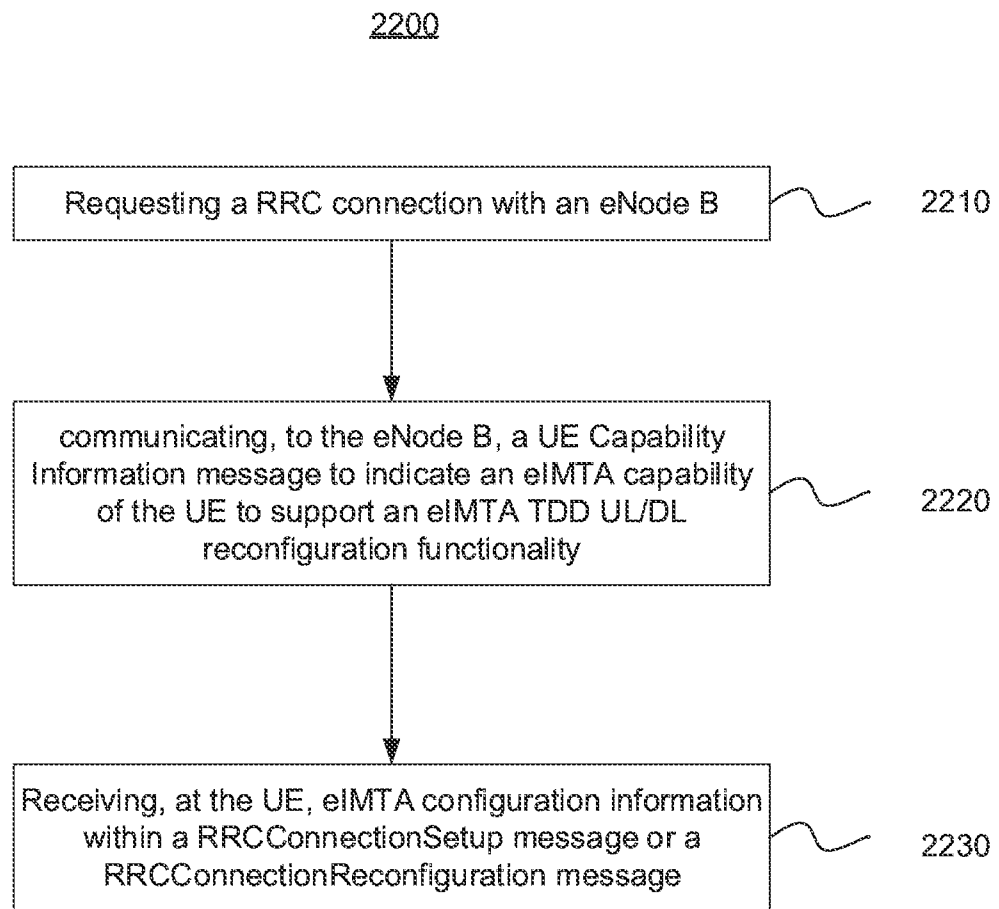 2200
Requesting a RRC connection with an eNode B
2210
communicating, to the eNode B, a UE Capability
Information message to indicate an eIMTA capability
of the UE to support an eIMTA TDD UL/DL
reconfiguration functionality
2220
Receiving, at the UE, eIMTA configuration information
within a RRCConnectionSetup message or a
RRCConnectionReconfiguration message
2230